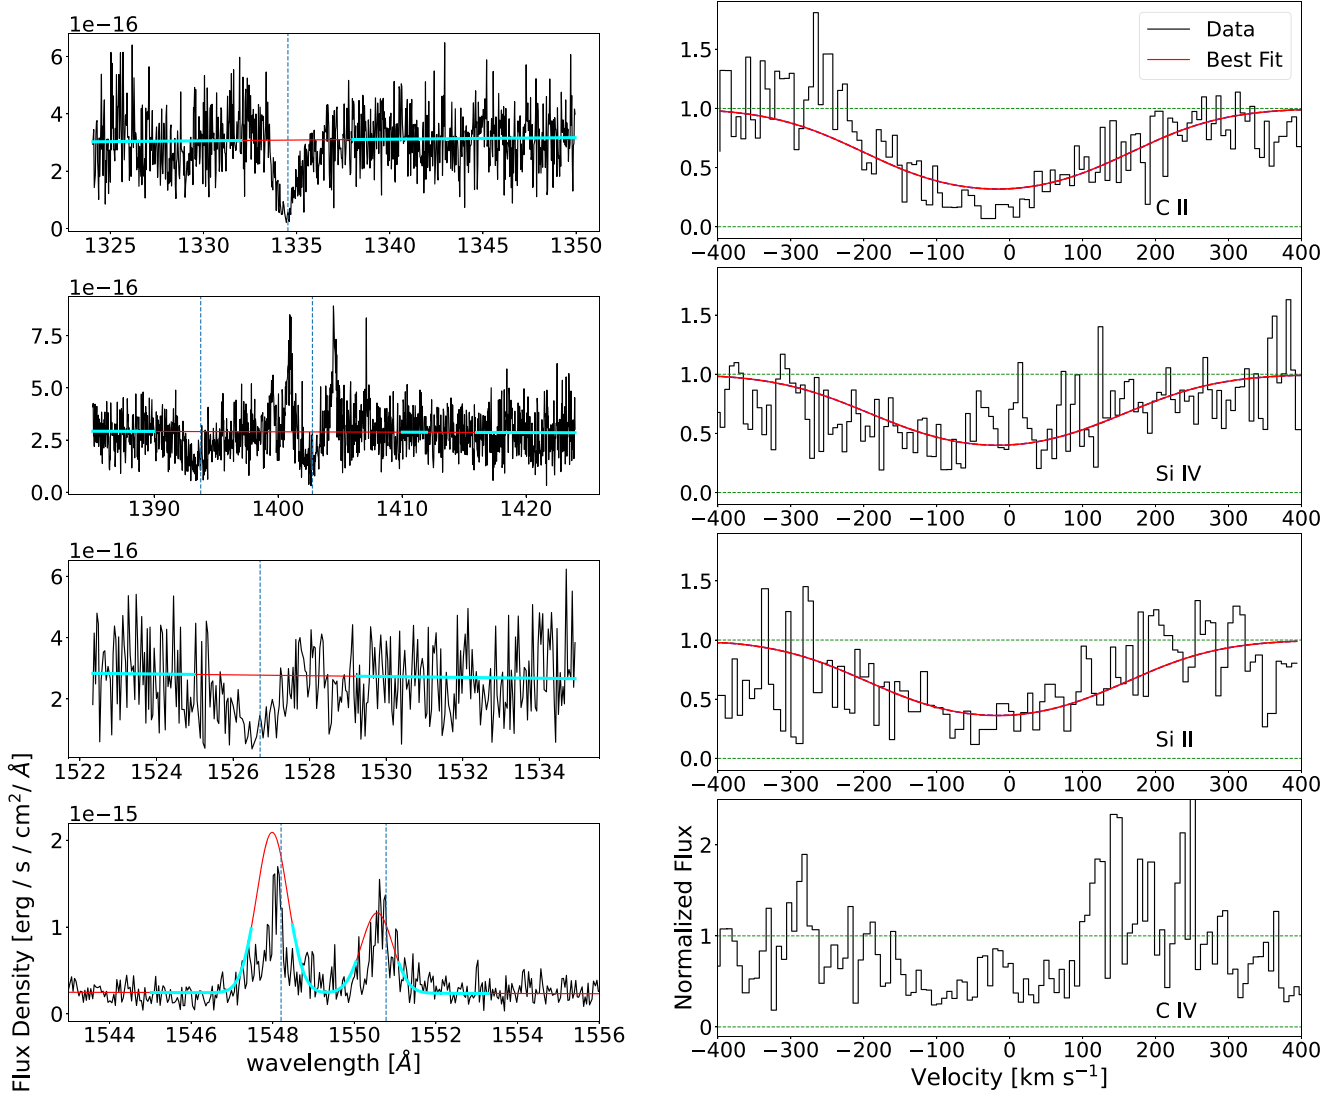 1e−16
6
4
2
0
1325 1330 1335 1340 1345 1350
1e−16
7.5
5.0
2.5
0.0
1390 1400 1410 1420
1e−16
6
4
2
1522 1524 1526 1528 1530 1532 1534
1e−15
2
1
0
1544 1546 1548 1550 1552 1554 1556
wavelength [Å]
Flux Density [erg / s / cm²/ Å]
Data
Best Fit
1.5
1.0
0.5
0.0
C II
−400 −300 −200 −100 0 100 200 300 400
1.5
1.0
0.5
0.0
Si IV
−400 −300 −200 −100 0 100 200 300 400
1.5
1.0
0.5
0.0
Si II
−400 −300 −200 −100 0 100 200 300 400
2
1
0
C IV
−400 −300 −200 −100 0 100 200 300 400
Velocity [km s⁻¹]
Normalized Flux